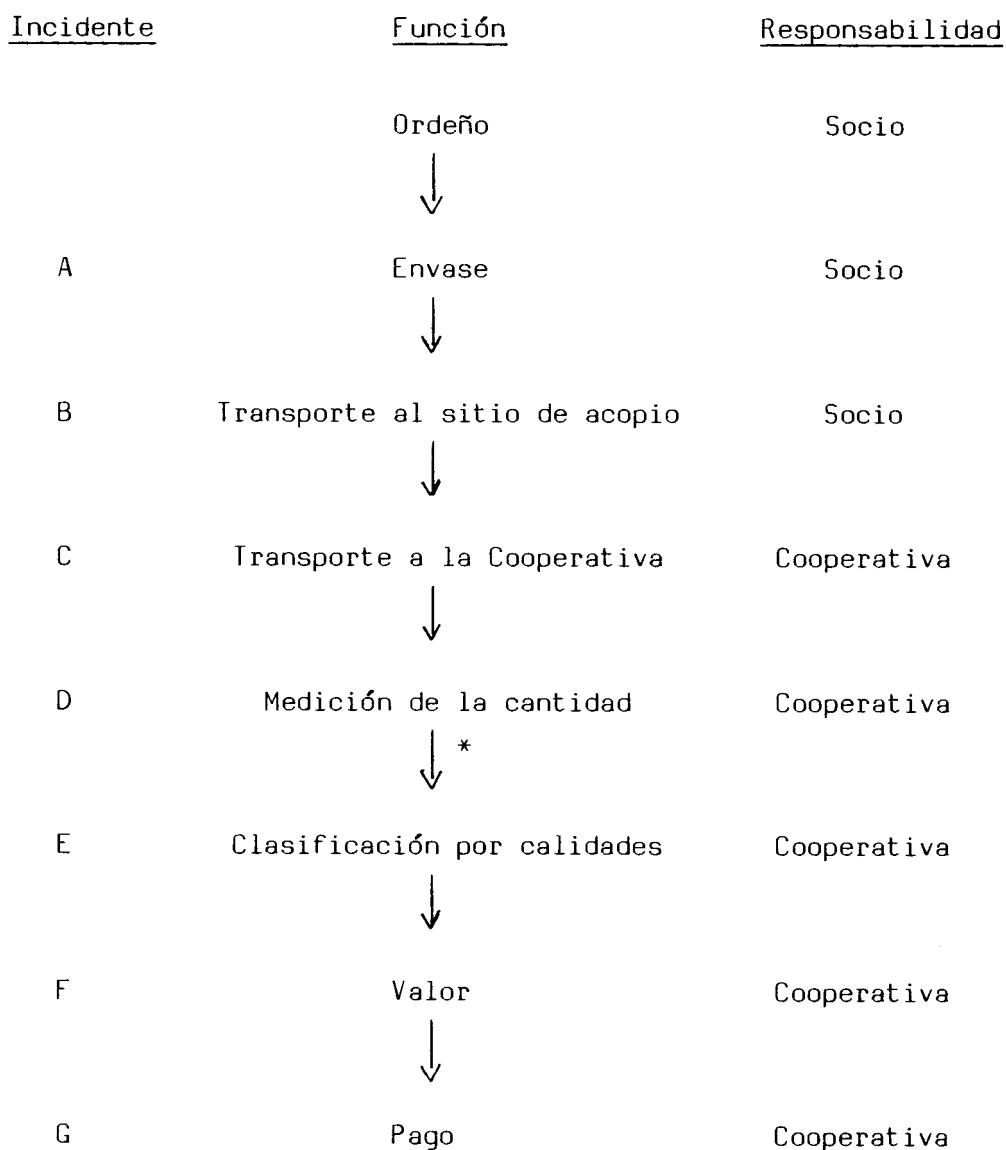 Incidente Función Responsabilidad
Ordeño Socio
A Envase Socio
B Transporte al sitio de acopio Socio
C Transporte a la Cooperativa Cooperativa
D Medición de la cantidad Cooperativa
*
E Clasificación por calidades Cooperativa
F Valor Cooperativa
G Pago Cooperativa